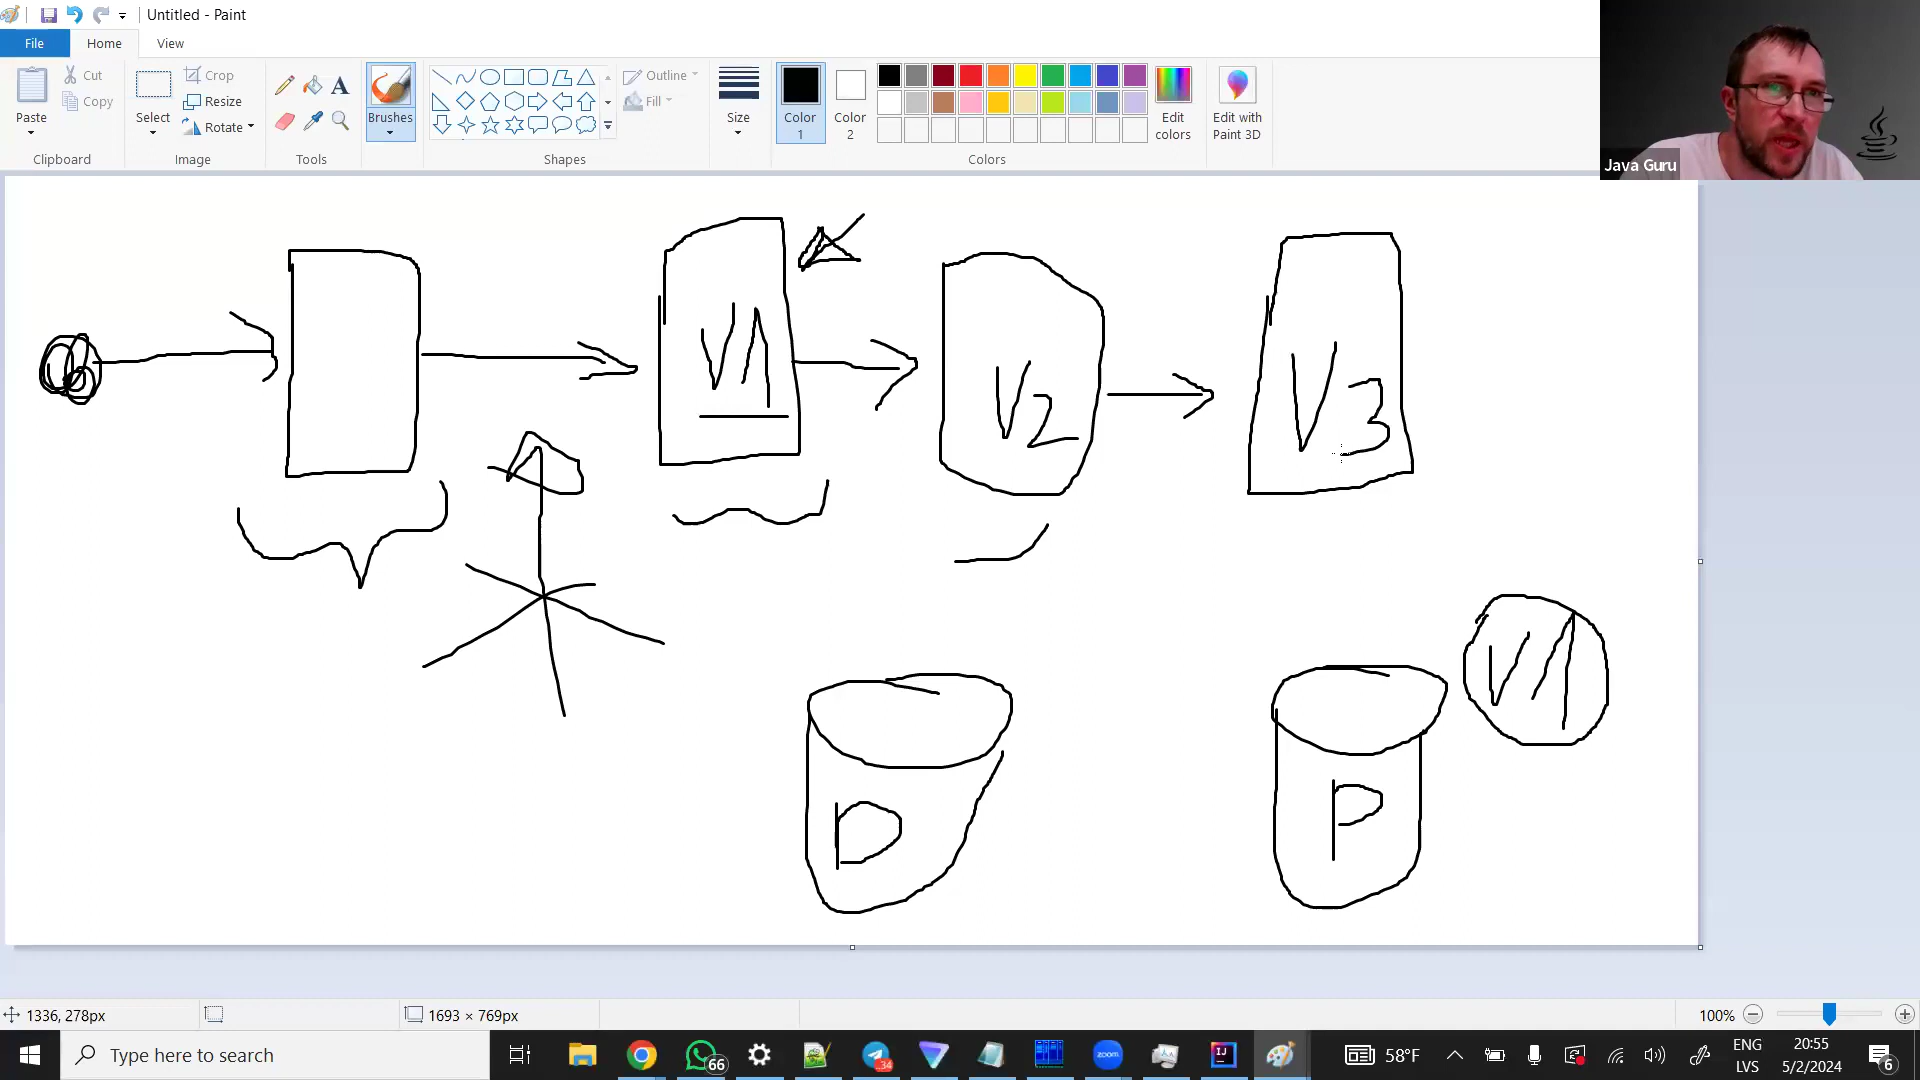 Untitled - Paint
File
Home
View
Paste
Cut
Copy
Clipboard
Select
Crop
Resize
Rotate
Image
Tools
Brushes
Shapes
Outline
Fill
Size
Color 1
Color 2
Edit colors
Colors
Edit with Paint 3D
Java Guru
V1
V2
V3
V1
D
P
1336, 278px
1693 × 769px
100%
Type here to search
66
34
zoom
58°F
ENG
LVS
20:55
5/2/2024
6